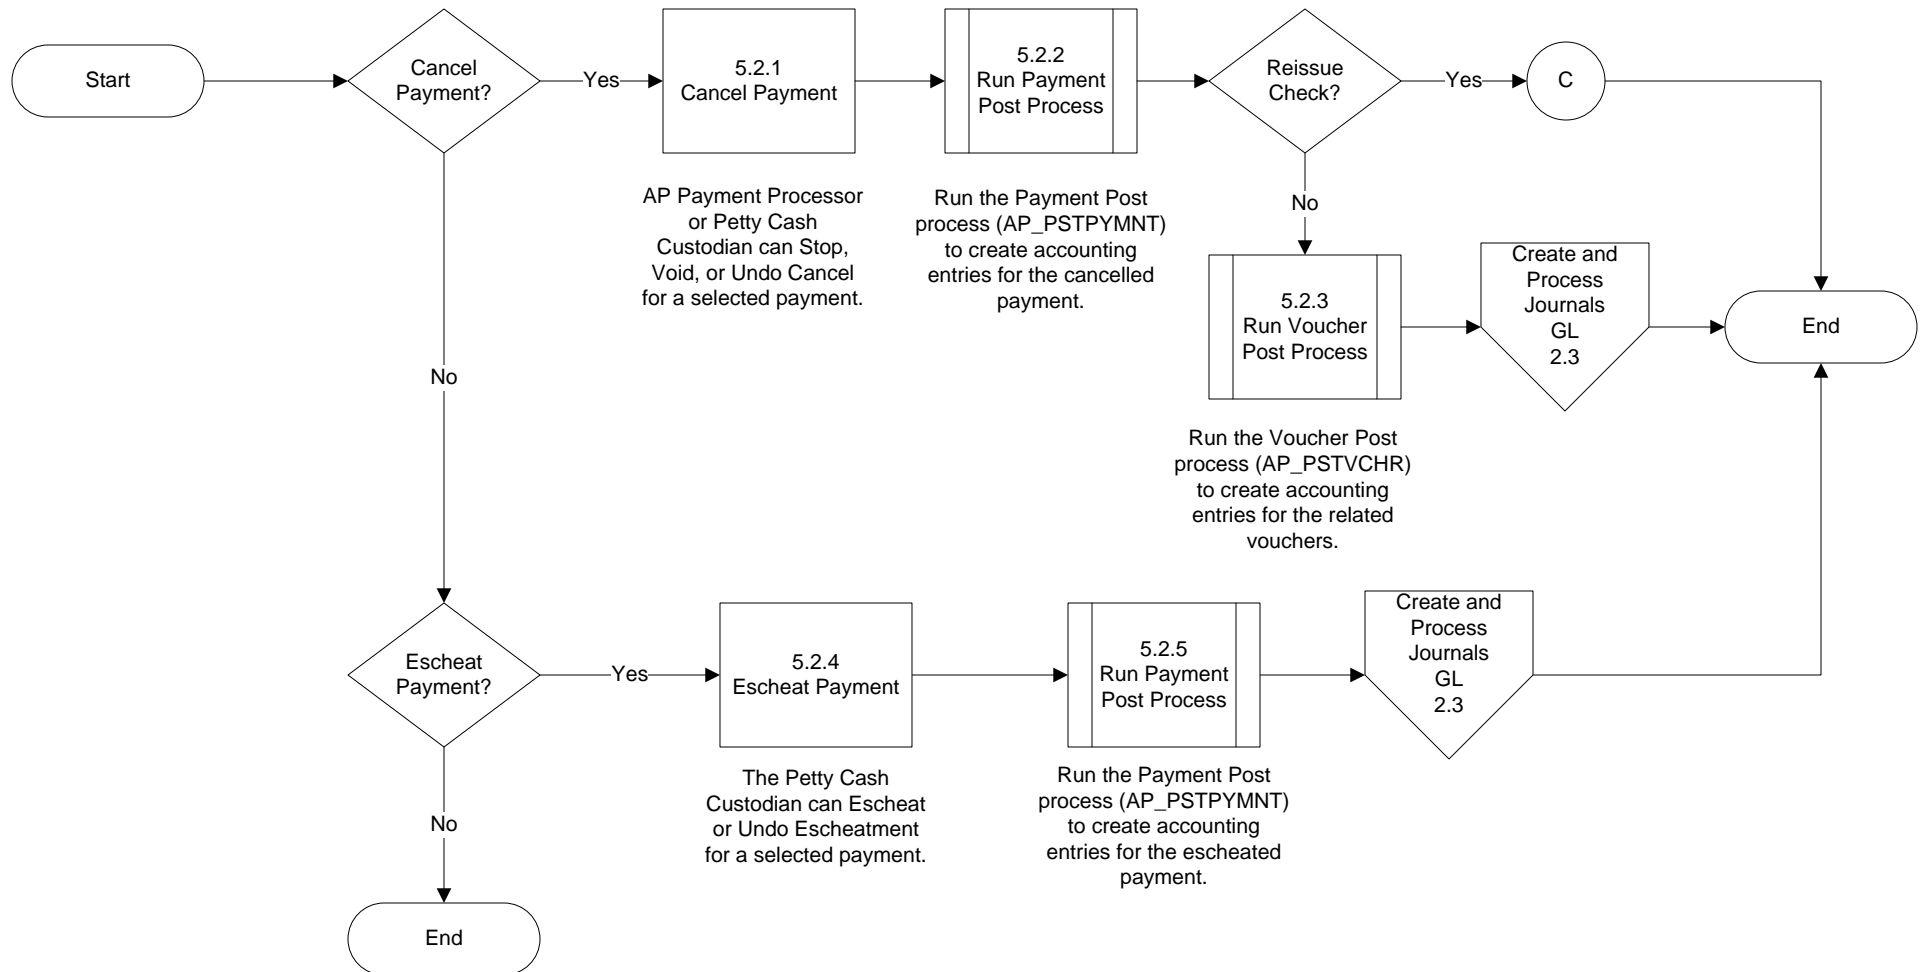 Start
Cancel
Payment?
Yes
5.2.1
Cancel Payment
5.2.2
Run Payment
Post Process
Reissue
Check?
Yes
C
AP Payment Processor
or Petty Cash
Custodian can Stop,
Void, or Undo Cancel
for a selected payment.
Run the Payment Post
process (AP_PSTPYMNT)
to create accounting
entries for the cancelled
payment.
No
5.2.3
Run Voucher
Post Process
Create and
Process
Journals
GL
2.3
End
Run the Voucher Post
process (AP_PSTVCHR)
to create accounting
entries for the related
vouchers.
No
Escheat
Payment?
Yes
5.2.4
Escheat Payment
5.2.5
Run Payment
Post Process
Create and
Process
Journals
GL
2.3
The Petty Cash
Custodian can Escheat
or Undo Escheatment
for a selected payment.
Run the Payment Post
process (AP_PSTPYMNT)
to create accounting
entries for the escheated
payment.
No
End